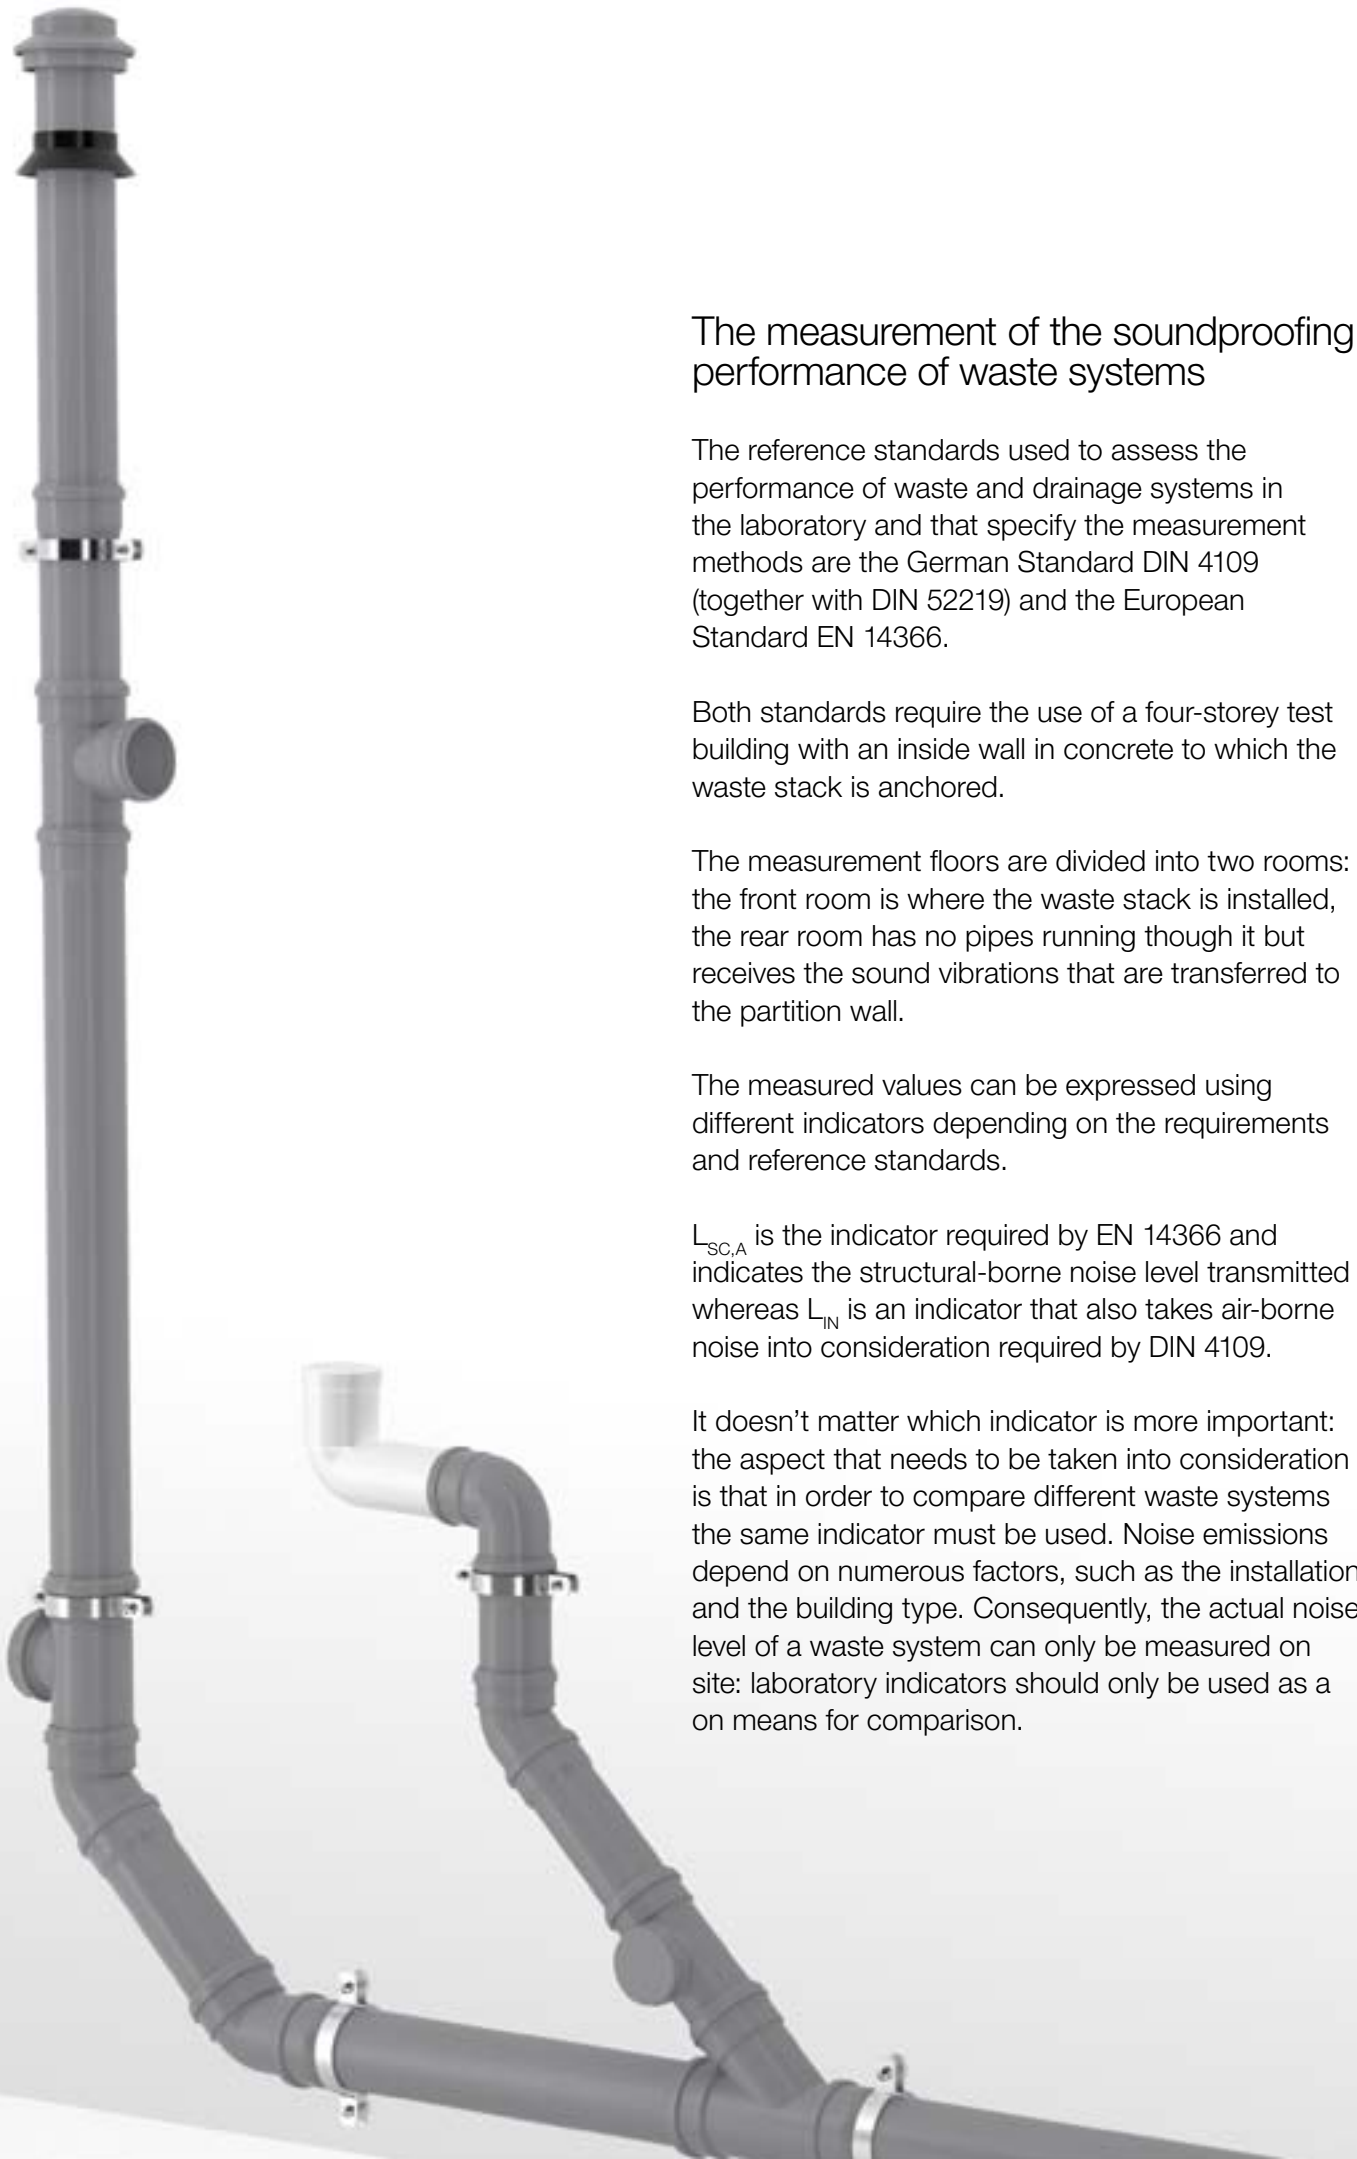 The measurement of the soundproofing
performance of waste systems
The reference standards used to assess the
performance of waste and drainage systems in
the laboratory and that specify the measurement
methods are the German Standard DIN 4109
(together with DIN 52219) and the European
Standard EN 14366.
Both standards require the use of a four-storey test
building with an inside wall in concrete to which the
waste stack is anchored.
The measurement floors are divided into two rooms:
the front room is where the waste stack is installed,
the rear room has no pipes running though it but
receives the sound vibrations that are transferred to
the partition wall.
The measured values can be expressed using
different indicators depending on the requirements
and reference standards.
L_SC,A is the indicator required by EN 14366 and
indicates the structural-borne noise level transmitted
whereas L_IN is an indicator that also takes air-borne
noise into consideration required by DIN 4109.
It doesn’t matter which indicator is more important:
the aspect that needs to be taken into consideration
is that in order to compare different waste systems
the same indicator must be used. Noise emissions
depend on numerous factors, such as the installation
and the building type. Consequently, the actual noise
level of a waste system can only be measured on
site: laboratory indicators should only be used as a
on means for comparison.